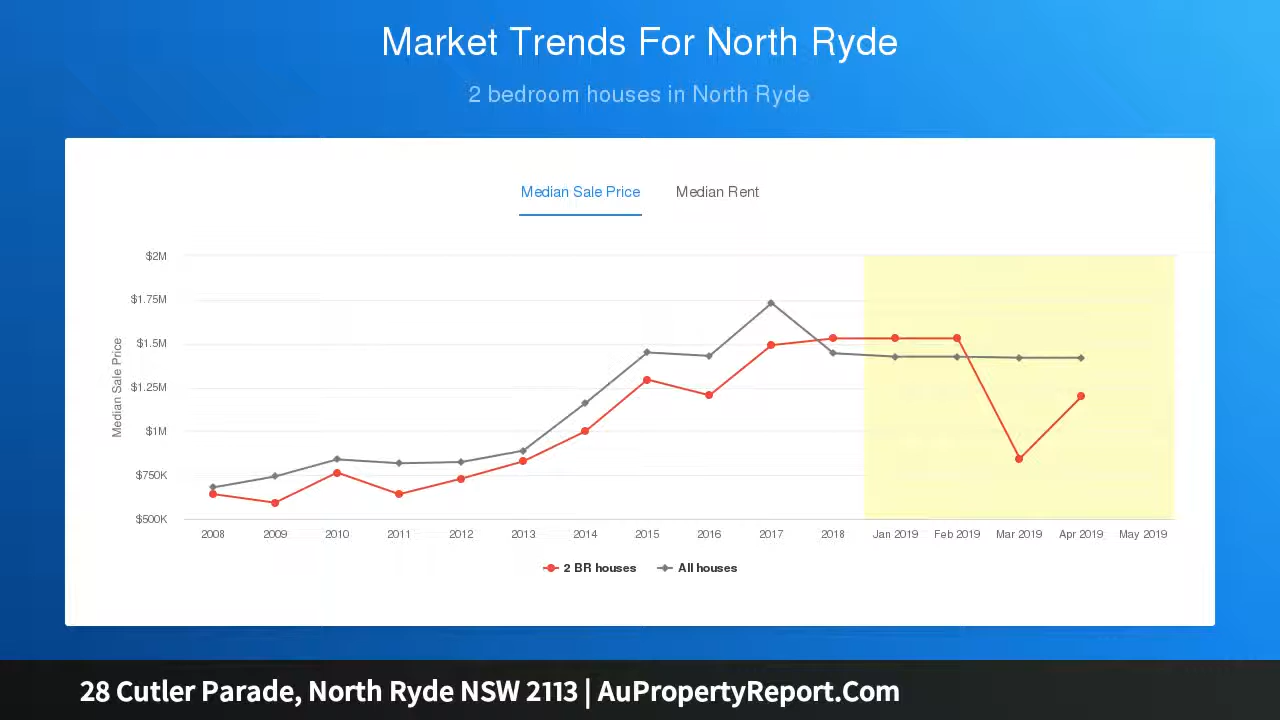 Market Trends For North Ryde
2 bedroom houses in North Ryde
Median Sale Price
Median Rent
Median Sale Price
$2M
$1.75M
$1.5M
$1.25M
$1M
$750K
$500K
2008 2009 2010 2011 2012 2013 2014 2015 2016 2017 2018 Jan 2019 Feb 2019 Mar 2019 Apr 2019 May 2019
2 BR houses All houses
28 Cutler Parade, North Ryde NSW 2113 | AuPropertyReport.Com